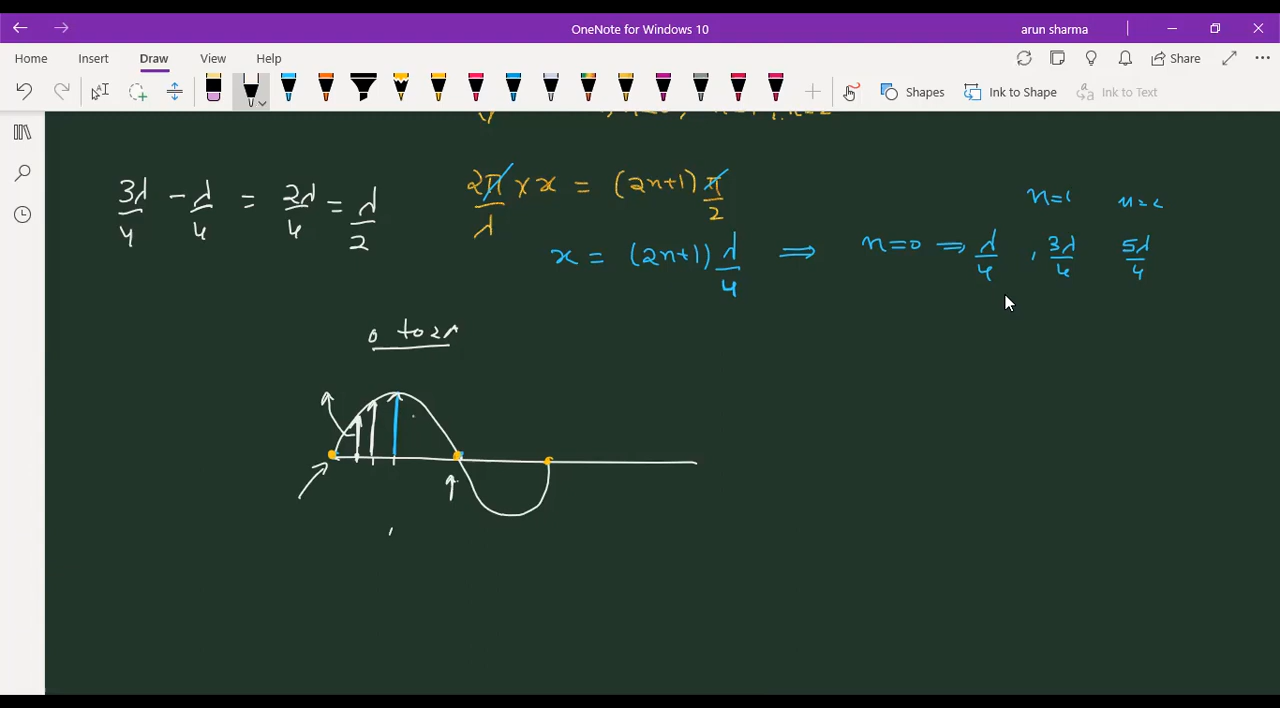 OneNote for Windows 10
arun sharma
Home Insert Draw View Help
Share
Shapes Ink to Shape Ink to Text
3λ/4 - λ/4 = 2λ/4 = λ/2
2π/λ × x = (2n+1) π/2
n=1
x = (2n+1) λ/4 ⇒ n=0 ⇒ λ/4 , 3λ/4 5λ/4
0 to 2π